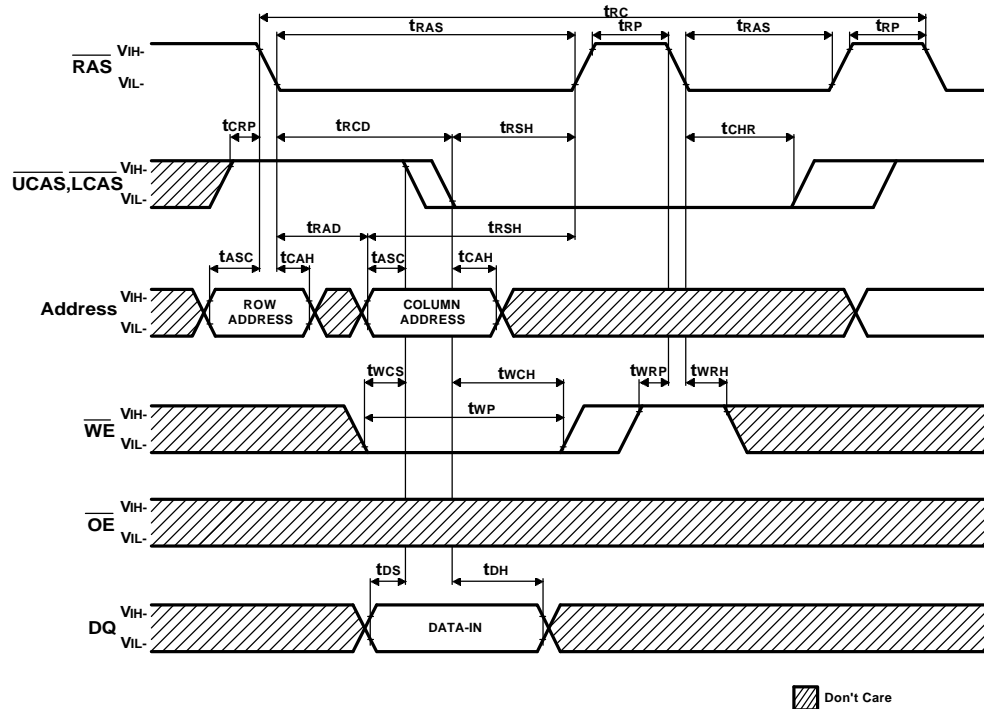 tRC
tRAS tRP tRAS tRP
RAS VIH-
VIL-
tCRP tRCD tRSH tCHR
UCAS,LCAS VIH-
VIL-
tRAD tRSH
tASC tCAH tASC tCAH
Address VIH-
VIL-
ROW ADDRESS
COLUMN ADDRESS
tWCS tWCH tWRP tWRH
tWP
WE VIH-
VIL-
OE VIH-
VIL-
tDS tDH
DQ VIH-
VIL-
DATA-IN
Don't Care